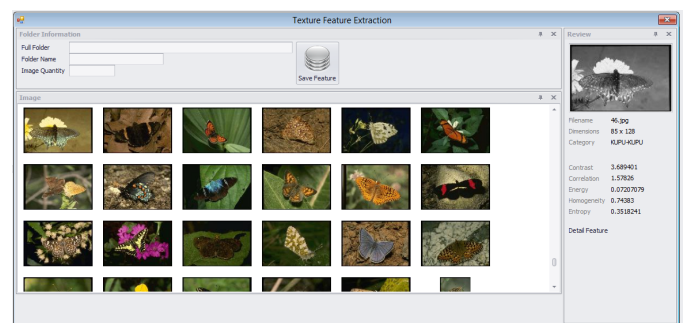 Texture Feature Extraction
Folder Information
Full Folder
Folder Name
Image Quantity
Save Feature
Image
Review
Filename 46.jpg
Dimensions 85 x 128
Category KUPU-KUPU
Contrast 3.689401
Correlation 1.57826
Energy 0.07207079
Homogeneity 0.74383
Entropy 0.3518241
Detail Feature